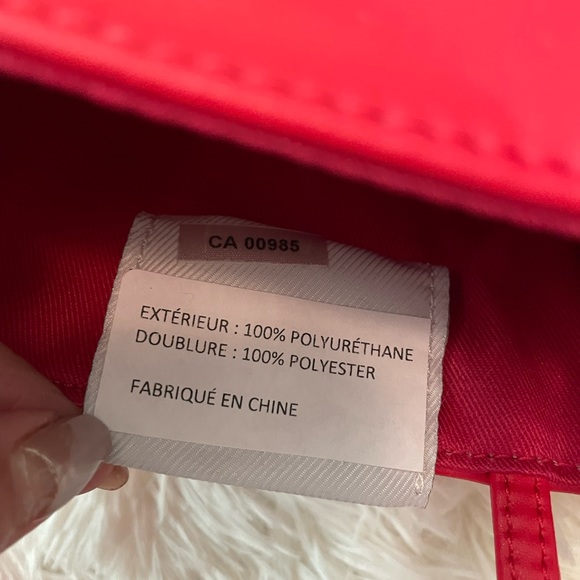 CA 00985
EXTÉRIEUR : 100% POLYURÉTHANE
DOUBLURE : 100% POLYESTER
FABRIQUÉ EN CHINE